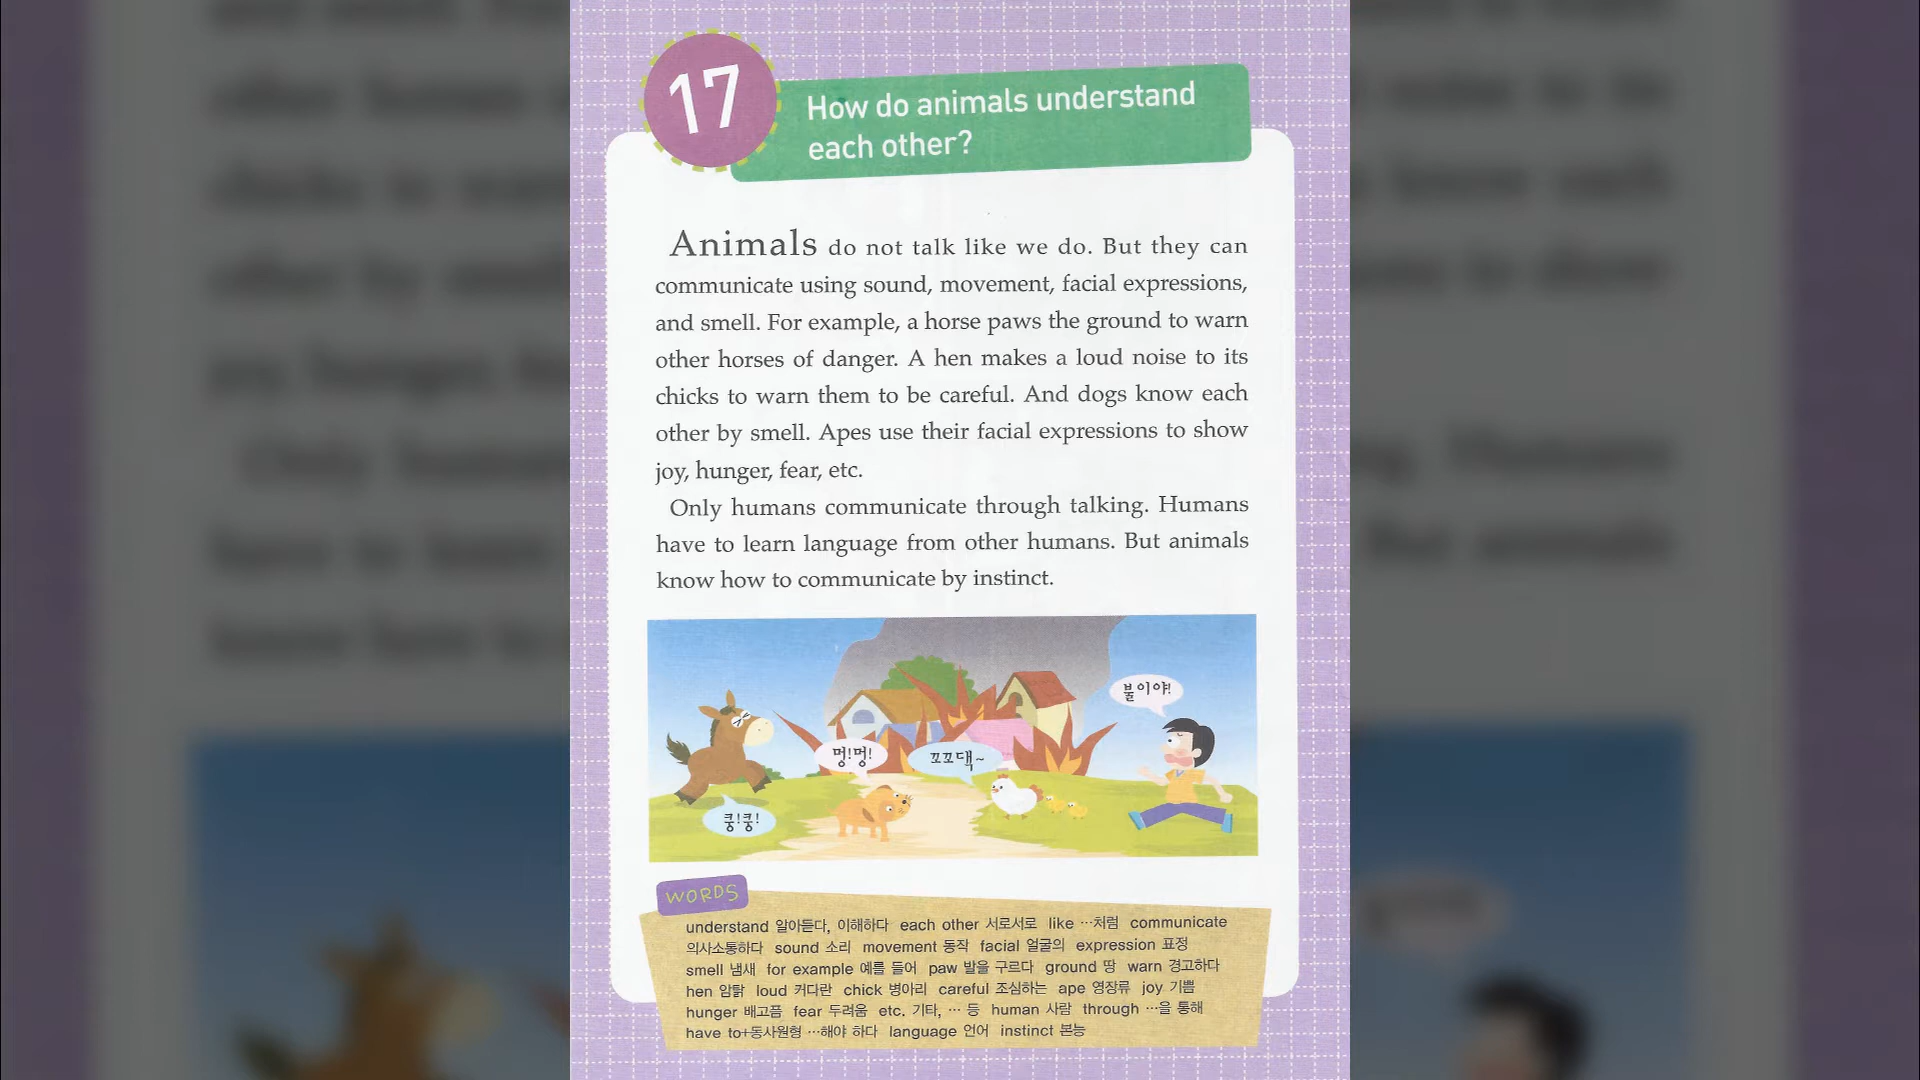 17
How do animals understand
each other?
Animals do not talk like we do. But they can
communicate using sound, movement, facial expressions,
and smell. For example, a horse paws the ground to warn
other horses of danger. A hen makes a loud noise to its
chicks to warn them to be careful. And dogs know each
other by smell. Apes use their facial expressions to show
joy, hunger, fear, etc.
Only humans communicate through talking. Humans
have to learn language from other humans. But animals
know how to communicate by instinct.
불이야!
멍!멍!
꼬꼬댁~
쿵!쿵!
WORDS
understand 알아듣다, 이해하다 each other 서로서로 like …처럼 communicate
의사소통하다 sound 소리 movement 동작 facial 얼굴의 expression 표정
smell 냄새 for example 예를 들어 paw 발을 구르다 ground 땅 warn 경고하다
hen 암탉 loud 커다란 chick 병아리 careful 조심하는 ape 영장류 joy 기쁨
hunger 배고픔 fear 두려움 etc. 기타, … 등 human 사람 through …을 통해
have to+동사원형 …해야 하다 language 언어 instinct 본능